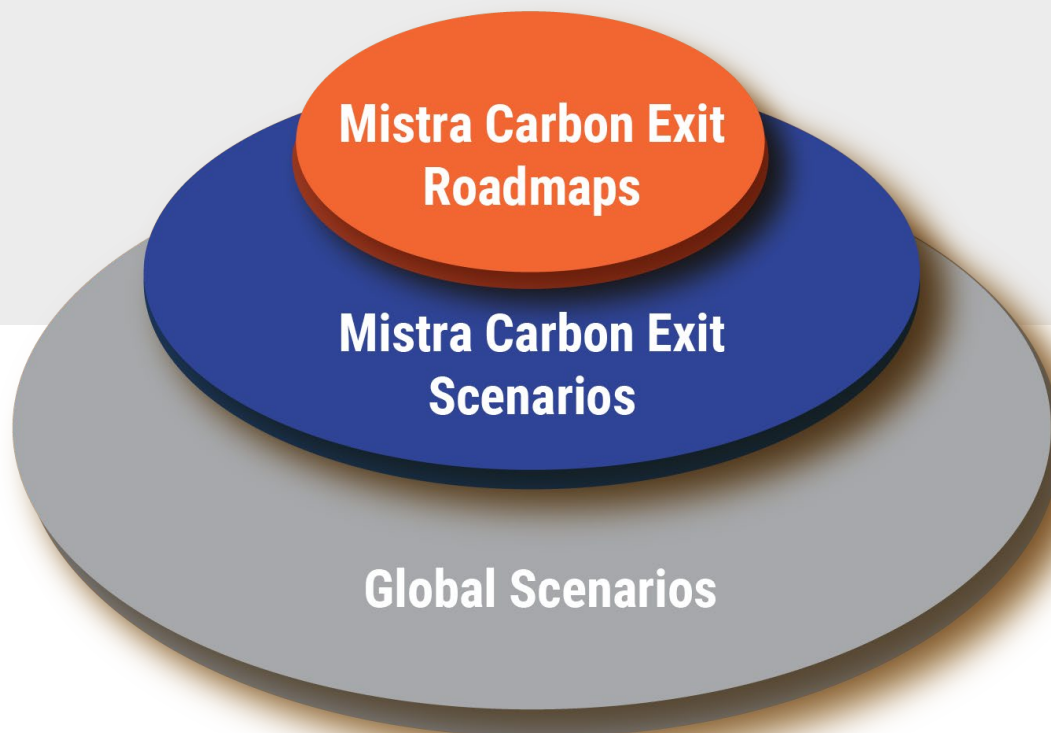 Mistra Carbon Exit
Roadmaps
Mistra Carbon Exit
Scenarios
Global Scenarios